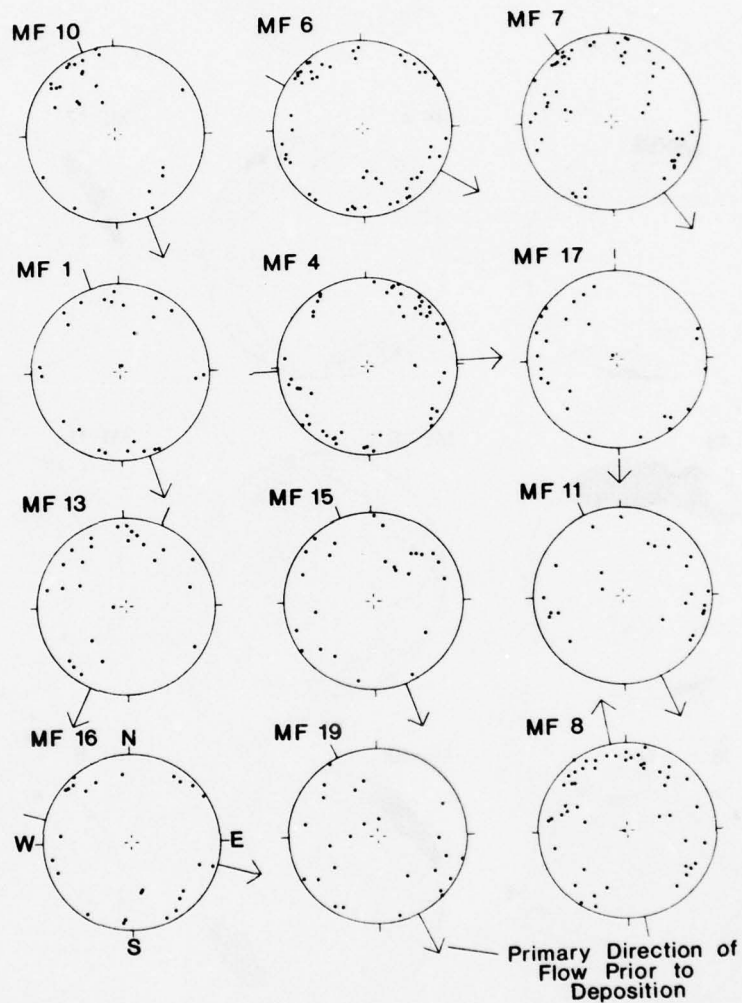 MF 10
MF 6
MF 7
MF 1
MF 4
MF 17
MF 13
MF 15
MF 11
MF 16
N
MF 19
MF 8
W
E
S
Primary Direction of
Flow Prior to
Deposition